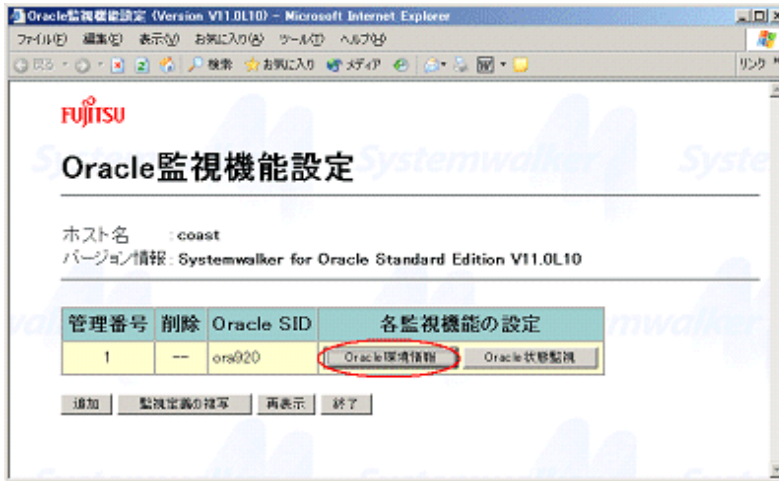 Oracle監視機能設定 (Version V11.0L10) - Microsoft Internet Explorer
ファイル(F) 編集(E) 表示(V) お気に入り(A) ツール(T) ヘルプ(H)
戻る 検索 お気に入り メディア リンク
FUJITSU
Systemwalker Syste
Oracle監視機能設定
ホスト名 : coast
バージョン情報 : Systemwalker for Oracle Standard Edition V11.0L10
管理番号 削除 Oracle SID 各監視機能の設定
1 -- ora920 Oracle環境情報 Oracle状態監視
追加 監視定義の複写 再表示 終了